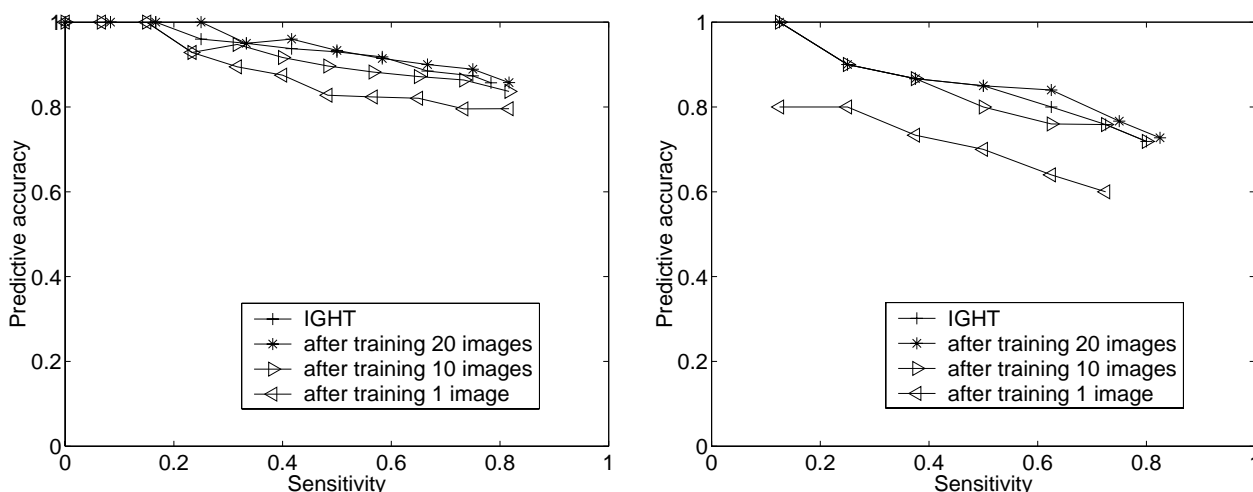 1
0.8
0.6
0.4
0.2
0
Predictive accuracy
IGHT
after training 20 images
after training 10 images
after training 1 image
0 0.2 0.4 0.6 0.8 1
Sensitivity
1
0.8
0.6
0.4
0.2
0
Predictive accuracy
IGHT
after training 20 images
after training 10 images
after training 1 image
0 0.2 0.4 0.6 0.8 1
Sensitivity